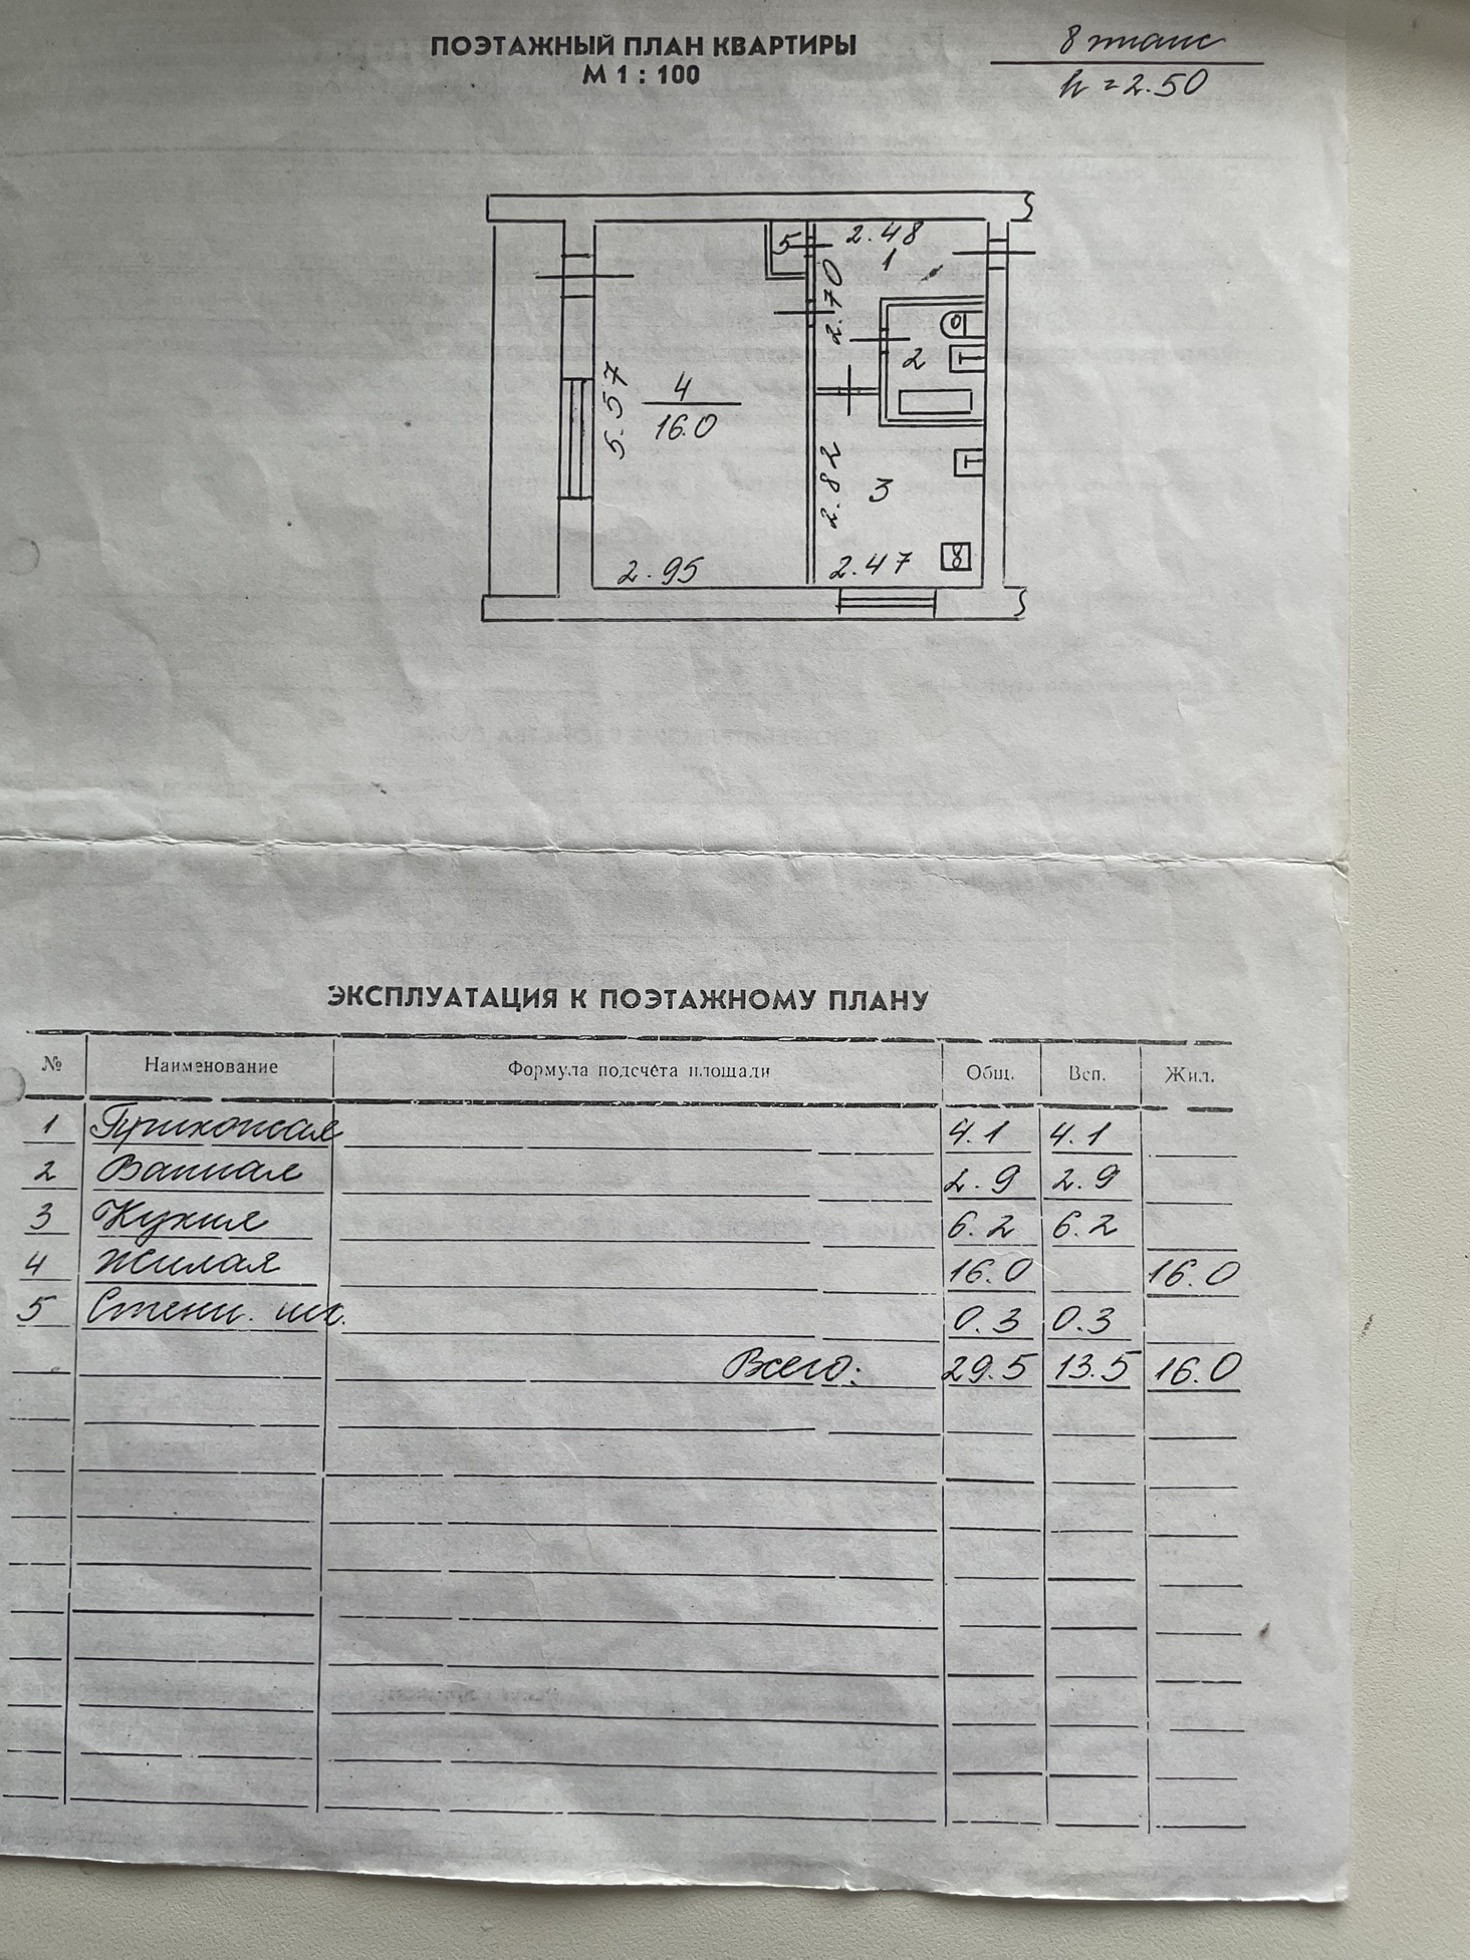 ПОЭТАЖНЫЙ ПЛАН КВАРТИРЫ
М 1 : 100
8 этаж
h = 2.50
5
2.48
1
2.70
2
5.57
4
16.0
2.82
3
2.95
2.47
ЭКСПЛУАТАЦИЯ К ПОЭТАЖНОМУ ПЛАНУ
№ Наименование Формула подсчёта площади Общ. Всп. Жил.
1 Прихожая 4.1 4.1
2 Ванная 2.9 2.9
3 Кухня 6.2 6.2
4 Жилая 16.0 16.0
5 Стенн. шк. 0.3 0.3
Всего: 29.5 13.5 16.0